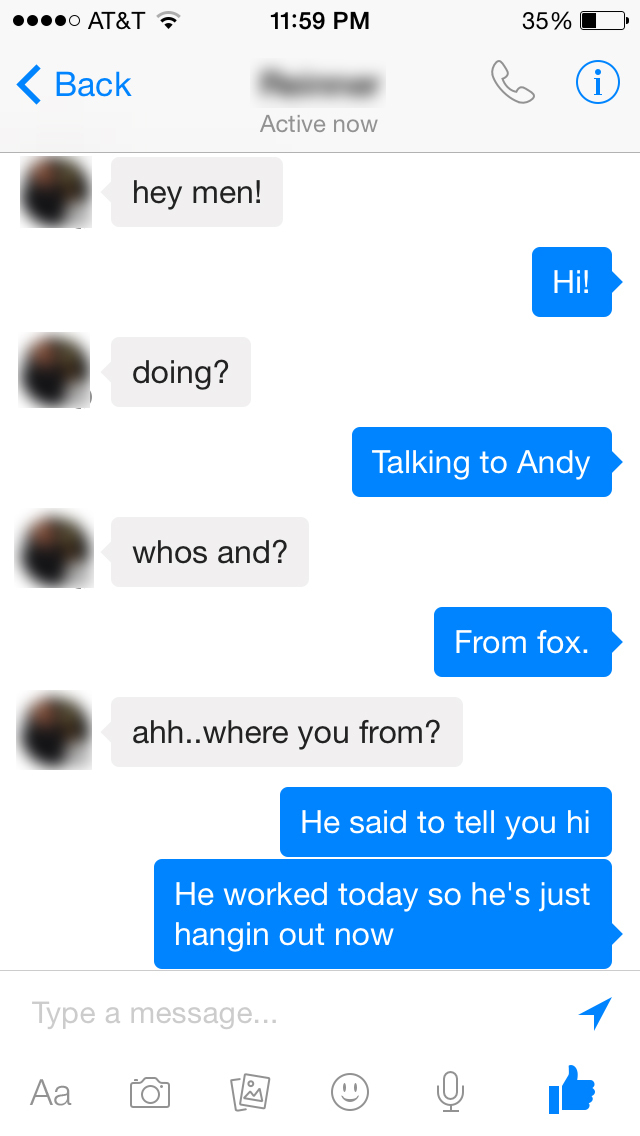 AT&T 11:59 PM 35%
Back
Active now
hey men!
Hi!
doing?
Talking to Andy
whos and?
From fox.
ahh..where you from?
He said to tell you hi
He worked today so he's just
hangin out now
Type a message...
Aa